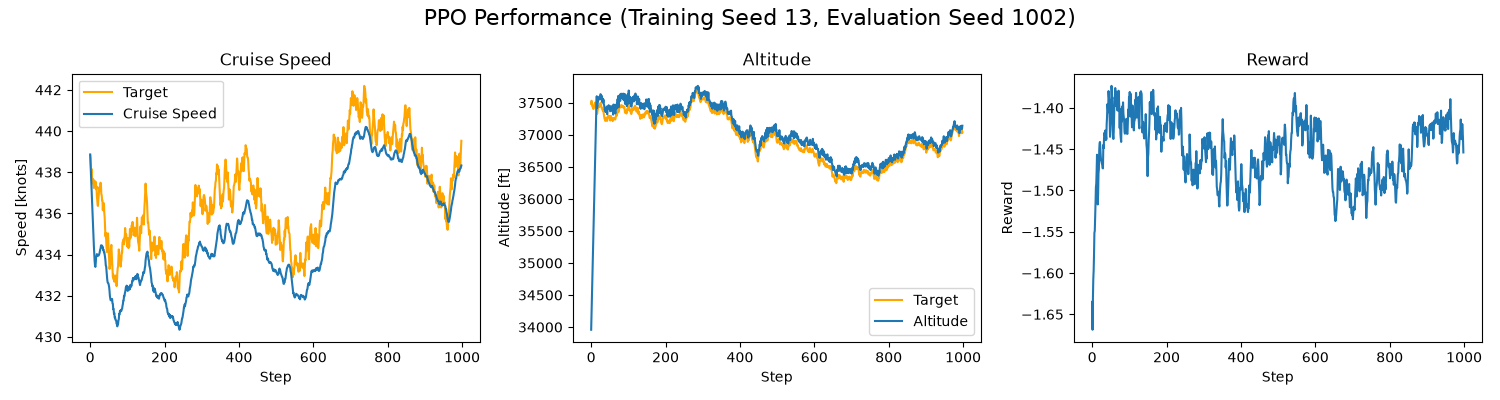 PPO Performance (Training Seed 13, Evaluation Seed 1002)
Cruise Speed
Speed [knots]
442
440
438
436
434
432
430
Target
Cruise Speed
0 200 400 600 800 1000
Step
Altitude
Altitude [ft]
37500
37000
36500
36000
35500
35000
34500
34000
Target
Altitude
0 200 400 600 800 1000
Step
Reward
Reward
−1.40
−1.45
−1.50
−1.55
−1.60
−1.65
0 200 400 600 800 1000
Step